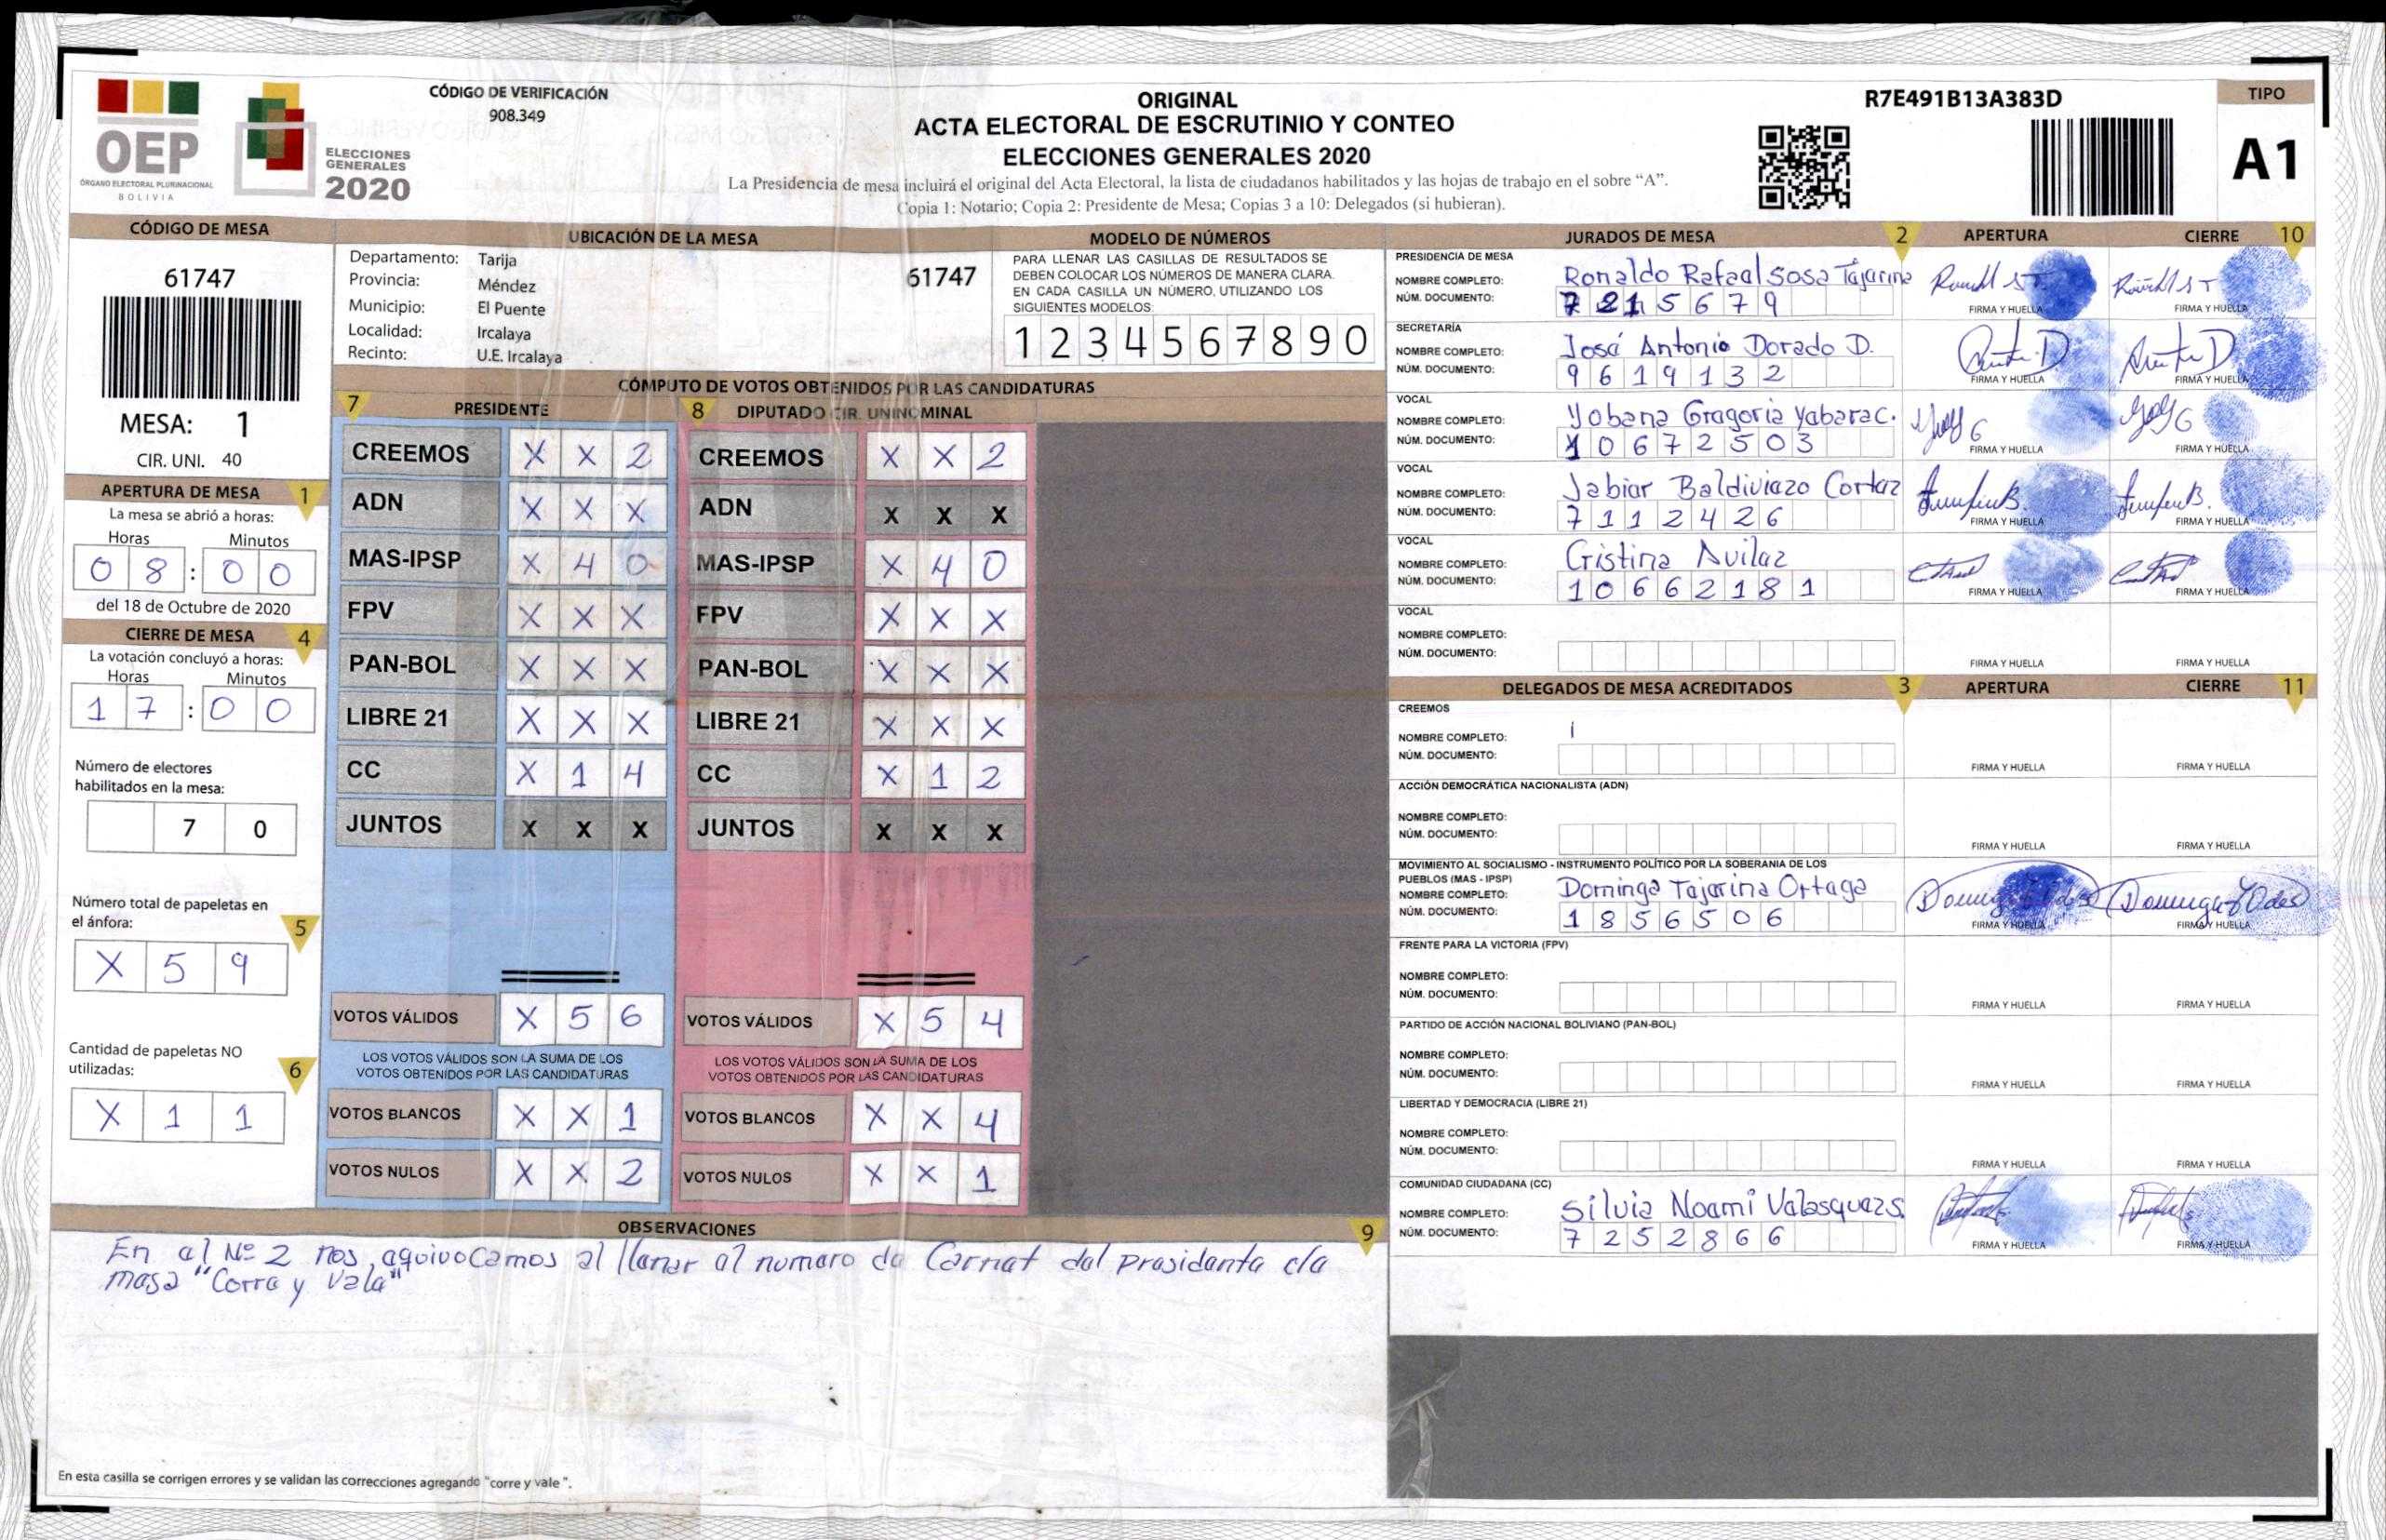 CÓDIGO DE VERIFICACIÓN
908.349
OEP
ÓRGANO ELECTORAL PLURINACIONAL
BOLIVIA
ELECCIONES
GENERALES
2020
ORIGINAL
ACTA ELECTORAL DE ESCRUTINIO Y CONTEO
ELECCIONES GENERALES 2020
La Presidencia de mesa incluirá el original del Acta Electoral, la lista de ciudadanos habilitados y las hojas de trabajo en el sobre “A”.
Copia 1: Notario; Copia 2: Presidente de Mesa; Copias 3 a 10: Delegados (si hubieran).
R7E491B13A383D
TIPO
A1
CÓDIGO DE MESA
61747
MESA: 1
CIR. UNI. 40
APERTURA DE MESA 1
La mesa se abrió a horas:
Horas Minutos
0 8 : 0 0
del 18 de Octubre de 2020
CIERRE DE MESA 4
La votación concluyó a horas:
Horas Minutos
1 7 : 0 0
Número de electores
habilitados en la mesa:
7 0
Número total de papeletas en
el ánfora: 5
X 5 9
Cantidad de papeletas NO
utilizadas: 6
X 1 1
UBICACIÓN DE LA MESA
Departamento: Tarija
Provincia: Méndez
Municipio: El Puente
Localidad: Ircalaya
Recinto: U.E. Ircalaya
61747
MODELO DE NÚMEROS
PARA LLENAR LAS CASILLAS DE RESULTADOS SE
DEBEN COLOCAR LOS NÚMEROS DE MANERA CLARA.
EN CADA CASILLA UN NÚMERO, UTILIZANDO LOS
SIGUIENTES MODELOS:
1 2 3 4 5 6 7 8 9 0
CÓMPUTO DE VOTOS OBTENIDOS POR LAS CANDIDATURAS
7 PRESIDENTE 8 DIPUTADO CIR. UNINOMINAL
CREEMOS X X 2 CREEMOS X X 2
ADN X X X ADN X X X
MAS-IPSP X 4 0 MAS-IPSP X 4 0
FPV X X X FPV X X X
PAN-BOL X X X PAN-BOL X X X
LIBRE 21 X X X LIBRE 21 X X X
CC X 1 4 CC X 1 2
JUNTOS X X X JUNTOS X X X
VOTOS VÁLIDOS X 5 6 VOTOS VÁLIDOS X 5 4
LOS VOTOS VÁLIDOS SON LA SUMA DE LOS LOS VOTOS VÁLIDOS SON LA SUMA DE LOS
VOTOS OBTENIDOS POR LAS CANDIDATURAS VOTOS OBTENIDOS POR LAS CANDIDATURAS
VOTOS BLANCOS X X 1 VOTOS BLANCOS X X 4
VOTOS NULOS X X 2 VOTOS NULOS X X 1
OBSERVACIONES 9
En el Nº 2 nos equivocamos al llenar el numero de Carnet del Presidente de
mesa "Corre y Vale"
En esta casilla se corrigen errores y se validan las correcciones agregando "corre y vale".
JURADOS DE MESA 2 APERTURA CIERRE 10
PRESIDENCIA DE MESA
NOMBRE COMPLETO: Ronaldo Rafael Sosa Tajarina
NÚM. DOCUMENTO: 7 2 1 5 6 7 9
FIRMA Y HUELLA FIRMA Y HUELLA
SECRETARÍA
NOMBRE COMPLETO: José Antonio Dorado D.
NÚM. DOCUMENTO: 9 6 1 9 1 3 2
FIRMA Y HUELLA FIRMA Y HUELLA
VOCAL
NOMBRE COMPLETO: Yobana Gregoria Yabarac.
NÚM. DOCUMENTO: 1 0 6 7 2 5 0 3
FIRMA Y HUELLA FIRMA Y HUELLA
VOCAL
NOMBRE COMPLETO: Jabier Baldiviezo Cortez
NÚM. DOCUMENTO: 7 1 1 2 4 2 6
FIRMA Y HUELLA FIRMA Y HUELLA
VOCAL
NOMBRE COMPLETO: Cristina Avilez
NÚM. DOCUMENTO: 1 0 6 6 2 1 8 1
FIRMA Y HUELLA FIRMA Y HUELLA
VOCAL
NOMBRE COMPLETO:
NÚM. DOCUMENTO:
FIRMA Y HUELLA FIRMA Y HUELLA
DELEGADOS DE MESA ACREDITADOS 3 APERTURA CIERRE 11
CREEMOS
NOMBRE COMPLETO:
NÚM. DOCUMENTO:
FIRMA Y HUELLA FIRMA Y HUELLA
ACCIÓN DEMOCRÁTICA NACIONALISTA (ADN)
NOMBRE COMPLETO:
NÚM. DOCUMENTO:
FIRMA Y HUELLA FIRMA Y HUELLA
MOVIMIENTO AL SOCIALISMO - INSTRUMENTO POLÍTICO POR LA SOBERANIA DE LOS
PUEBLOS (MAS - IPSP)
NOMBRE COMPLETO: Dominga Tajarina Ortega
NÚM. DOCUMENTO: 1 8 5 6 5 0 6
FIRMA Y HUELLA FIRMA Y HUELLA
FRENTE PARA LA VICTORIA (FPV)
NOMBRE COMPLETO:
NÚM. DOCUMENTO:
FIRMA Y HUELLA FIRMA Y HUELLA
PARTIDO DE ACCIÓN NACIONAL BOLIVIANO (PAN-BOL)
NOMBRE COMPLETO:
NÚM. DOCUMENTO:
FIRMA Y HUELLA FIRMA Y HUELLA
LIBERTAD Y DEMOCRACIA (LIBRE 21)
NOMBRE COMPLETO:
NÚM. DOCUMENTO:
FIRMA Y HUELLA FIRMA Y HUELLA
COMUNIDAD CIUDADANA (CC)
NOMBRE COMPLETO: Silvia Noemi Velasquez S.
NÚM. DOCUMENTO: 7 2 5 2 8 6 6
FIRMA Y HUELLA FIRMA Y HUELLA